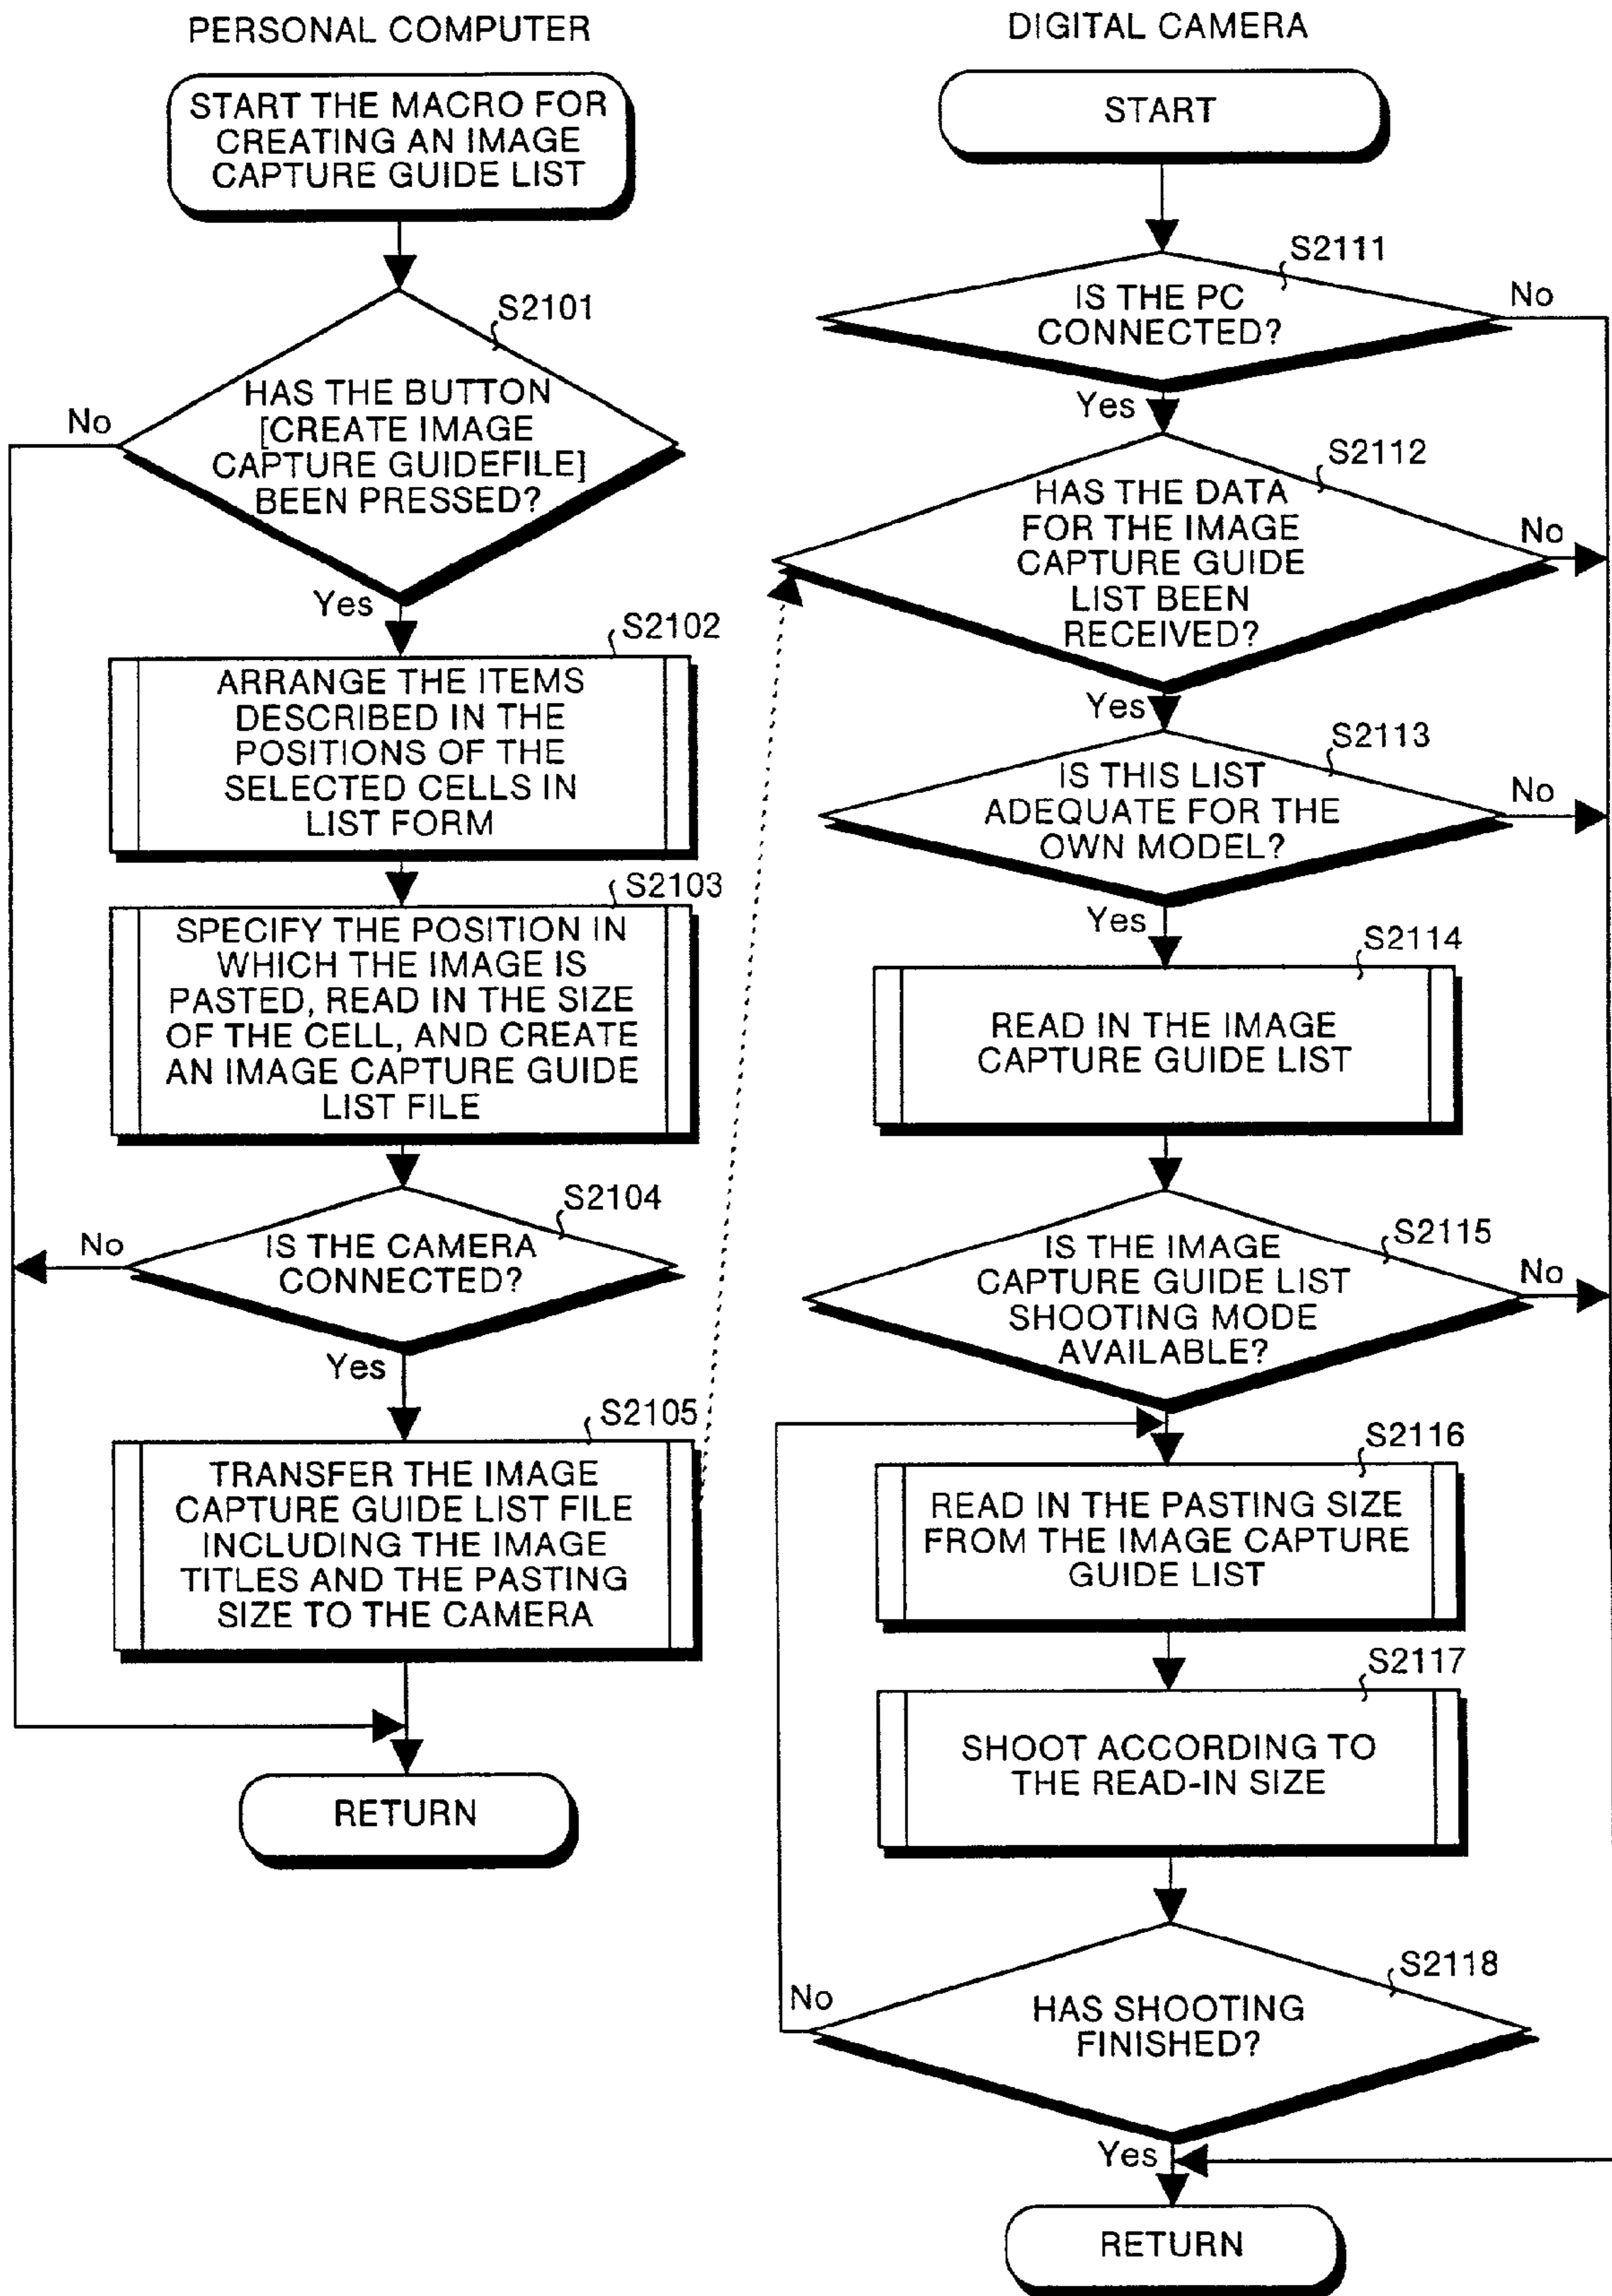 PERSONAL COMPUTER
START THE MACRO FOR
CREATING AN IMAGE
CAPTURE GUIDE LIST
S2101
HAS THE BUTTON
[CREATE IMAGE
CAPTURE GUIDEFILE]
BEEN PRESSED?
No
Yes
S2102
ARRANGE THE ITEMS
DESCRIBED IN THE
POSITIONS OF THE
SELECTED CELLS IN
LIST FORM
S2103
SPECIFY THE POSITION IN
WHICH THE IMAGE IS
PASTED, READ IN THE SIZE
OF THE CELL, AND CREATE
AN IMAGE CAPTURE GUIDE
LIST FILE
S2104
IS THE CAMERA
CONNECTED?
No
Yes
S2105
TRANSFER THE IMAGE
CAPTURE GUIDE LIST FILE
INCLUDING THE IMAGE
TITLES AND THE PASTING
SIZE TO THE CAMERA
RETURN
DIGITAL CAMERA
START
S2111
IS THE PC
CONNECTED?
No
Yes
S2112
HAS THE DATA
FOR THE IMAGE
CAPTURE GUIDE
LIST BEEN
RECEIVED?
No
Yes
S2113
IS THIS LIST
ADEQUATE FOR THE
OWN MODEL?
No
Yes
S2114
READ IN THE IMAGE
CAPTURE GUIDE LIST
S2115
IS THE IMAGE
CAPTURE GUIDE LIST
SHOOTING MODE
AVAILABLE?
No
S2116
READ IN THE PASTING SIZE
FROM THE IMAGE CAPTURE
GUIDE LIST
S2117
SHOOT ACCORDING TO
THE READ-IN SIZE
S2118
HAS SHOOTING
FINISHED?
No
Yes
RETURN